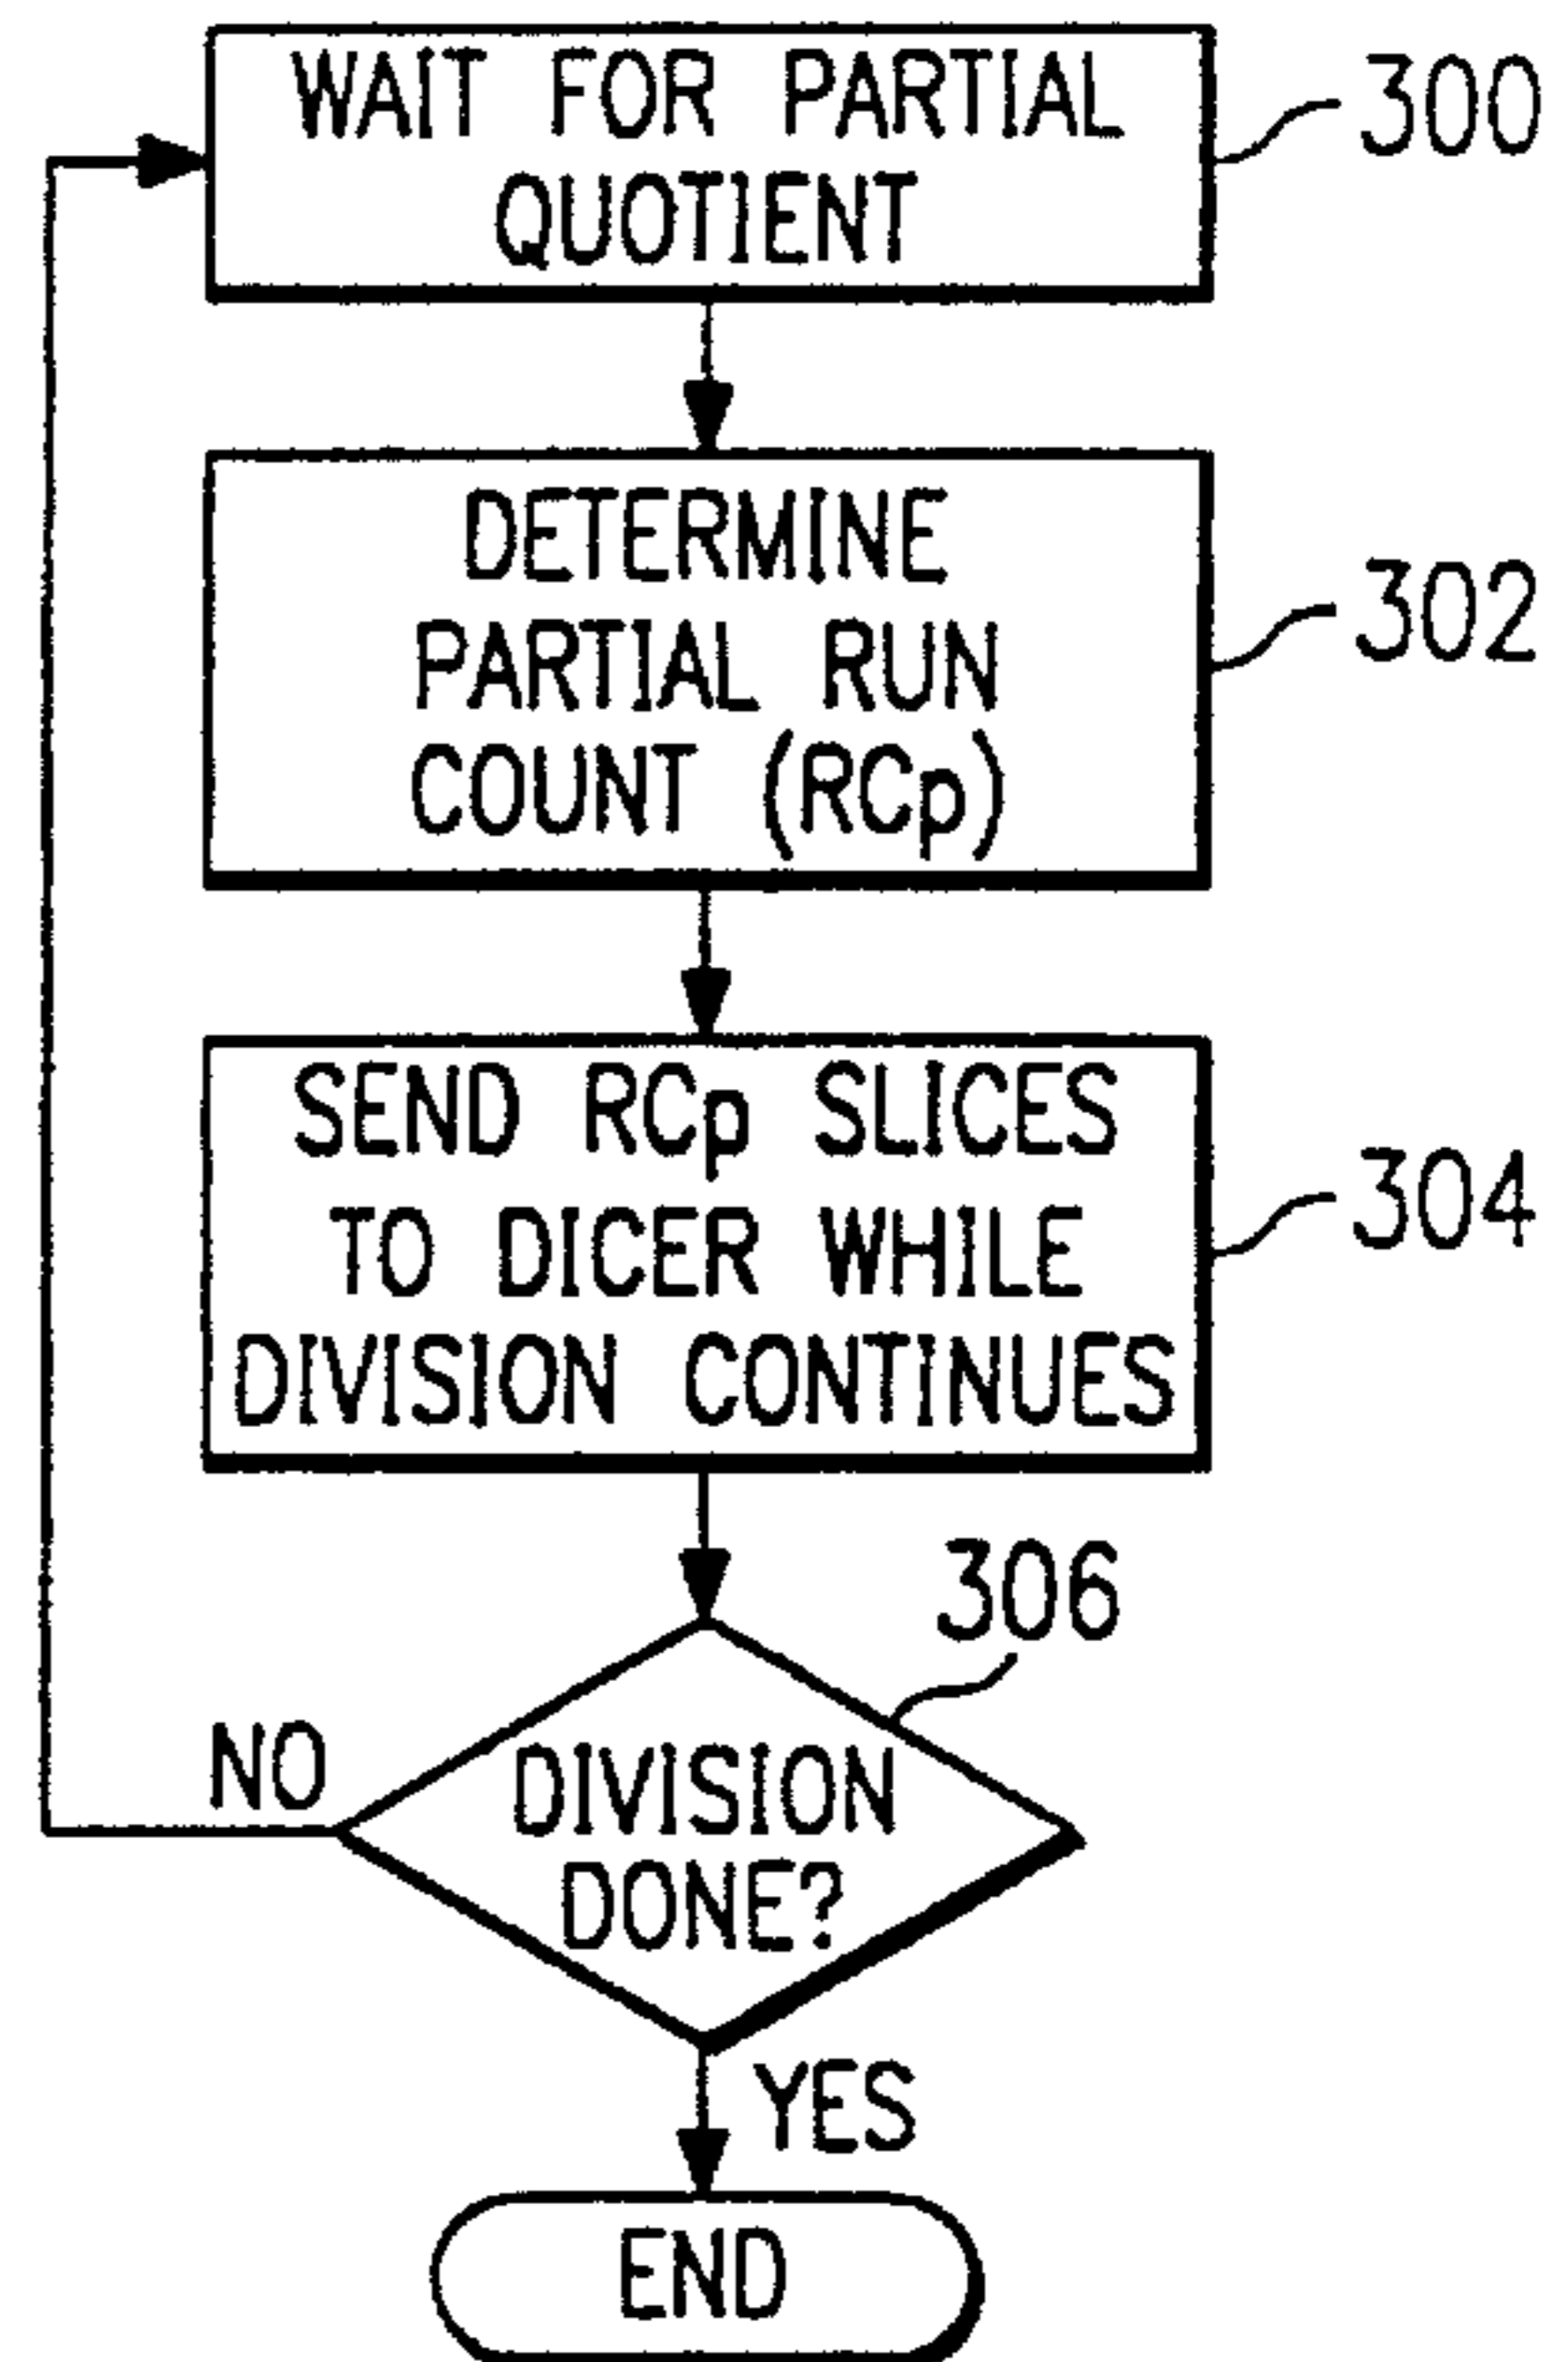 WAIT FOR PARTIAL
QUOTIENT
300
DETERMINE
PARTIAL RUN
COUNT (RCp)
302
SEND RCp SLICES
TO DICER WHILE
DIVISION CONTINUES
304
306
NO
DIVISION
DONE?
YES
END